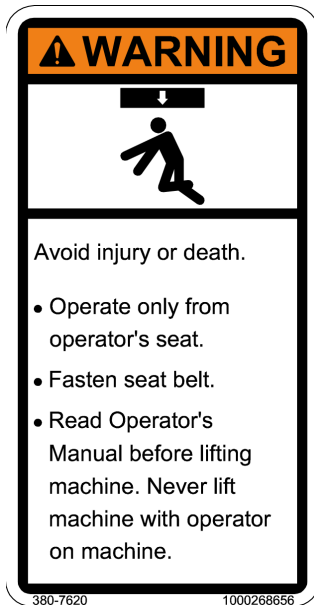 WARNING
Avoid injury or death.
• Operate only from
operator's seat.
• Fasten seat belt.
• Read Operator's
Manual before lifting
machine. Never lift
machine with operator
on machine.
380-7620 1000268656